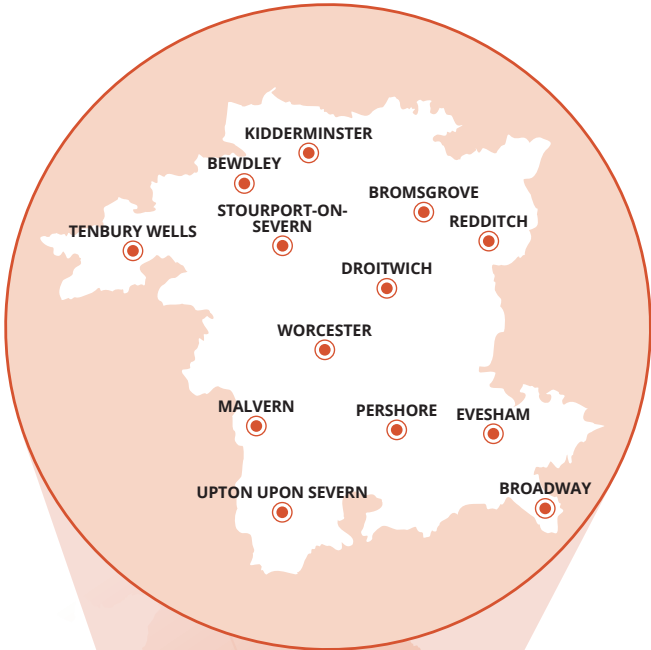 KIDDERMINSTER
BEWDLEY
BROMSGROVE
STOURPORT-ON-
SEVERN
REDDITCH
TENBURY WELLS
DROITWICH
WORCESTER
MALVERN
PERSHORE
EVESHAM
UPTON UPON SEVERN
BROADWAY